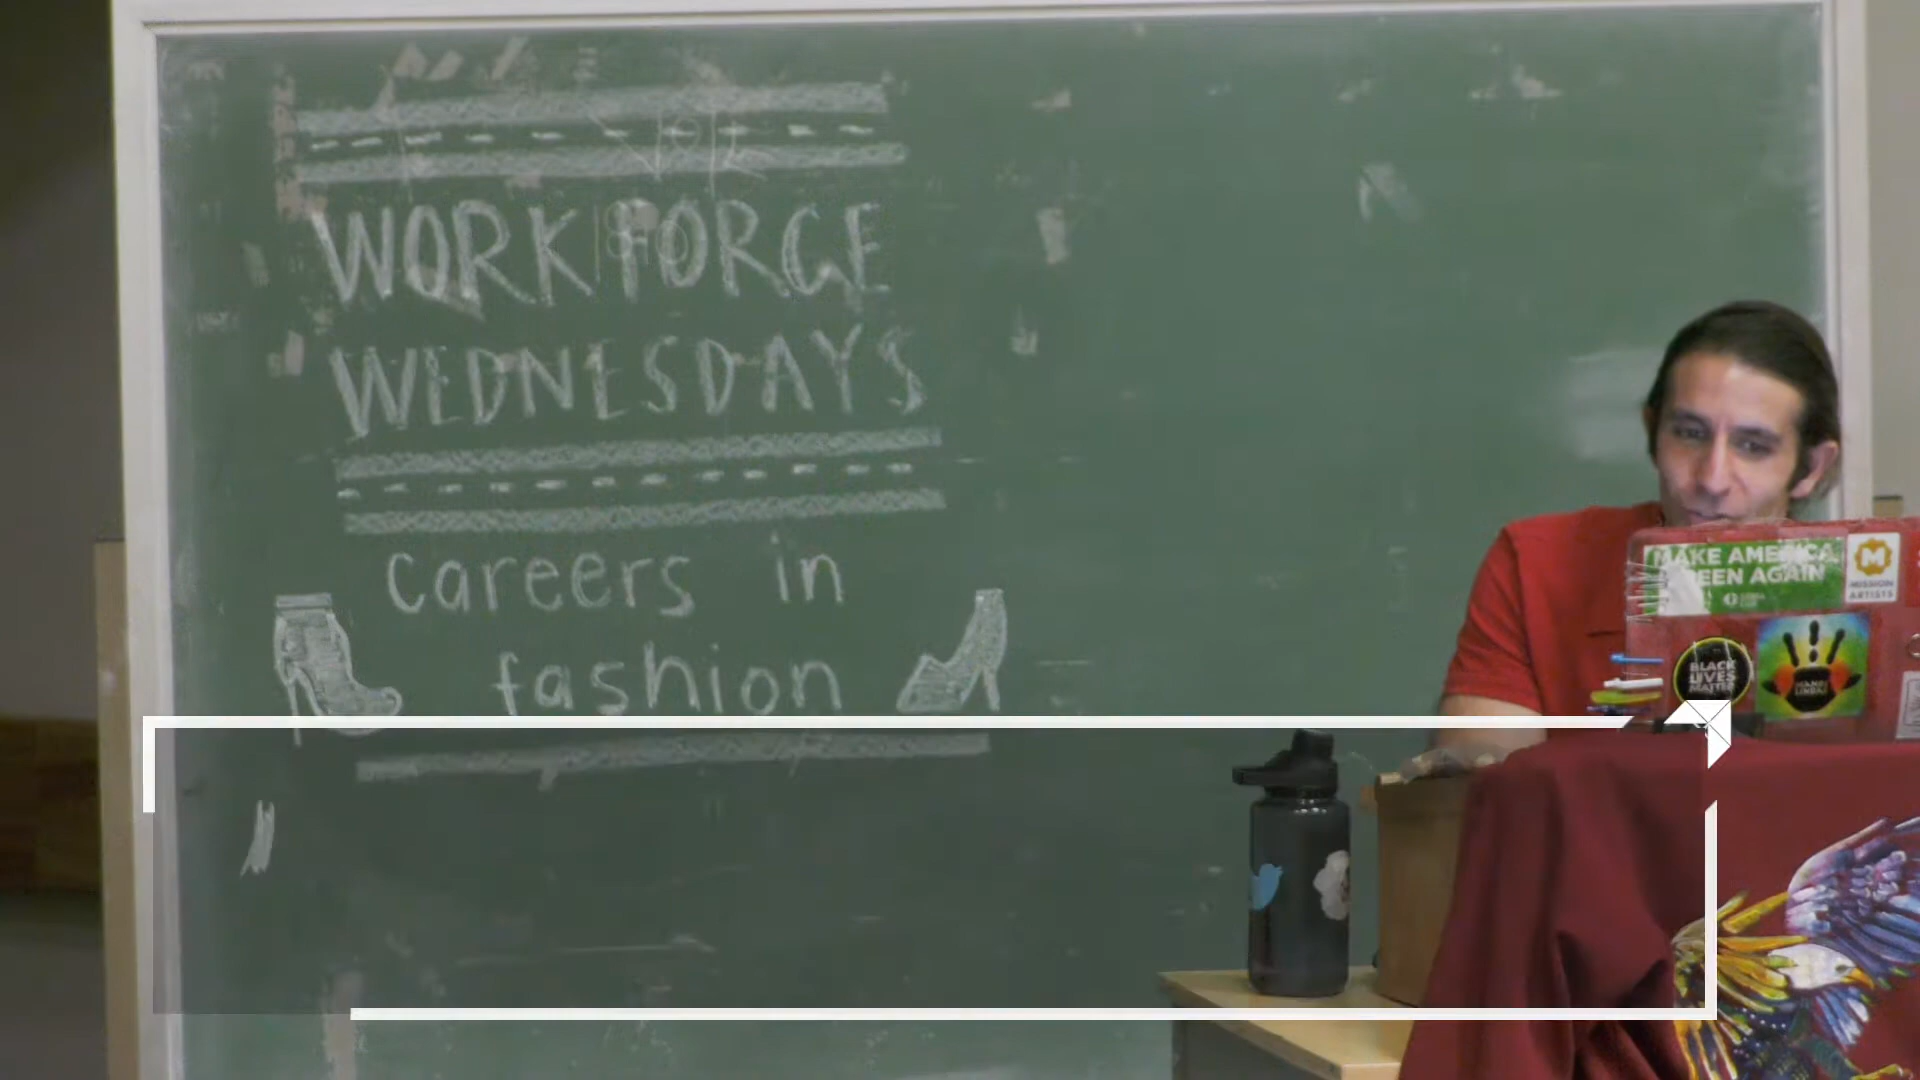 WORKFORCE
WEDNESDAYS
careers in
fashion
MAKE AMERICA
GREEN AGAIN
M
MISSION
ARTISTS
BLACK
LIVES
MATTER